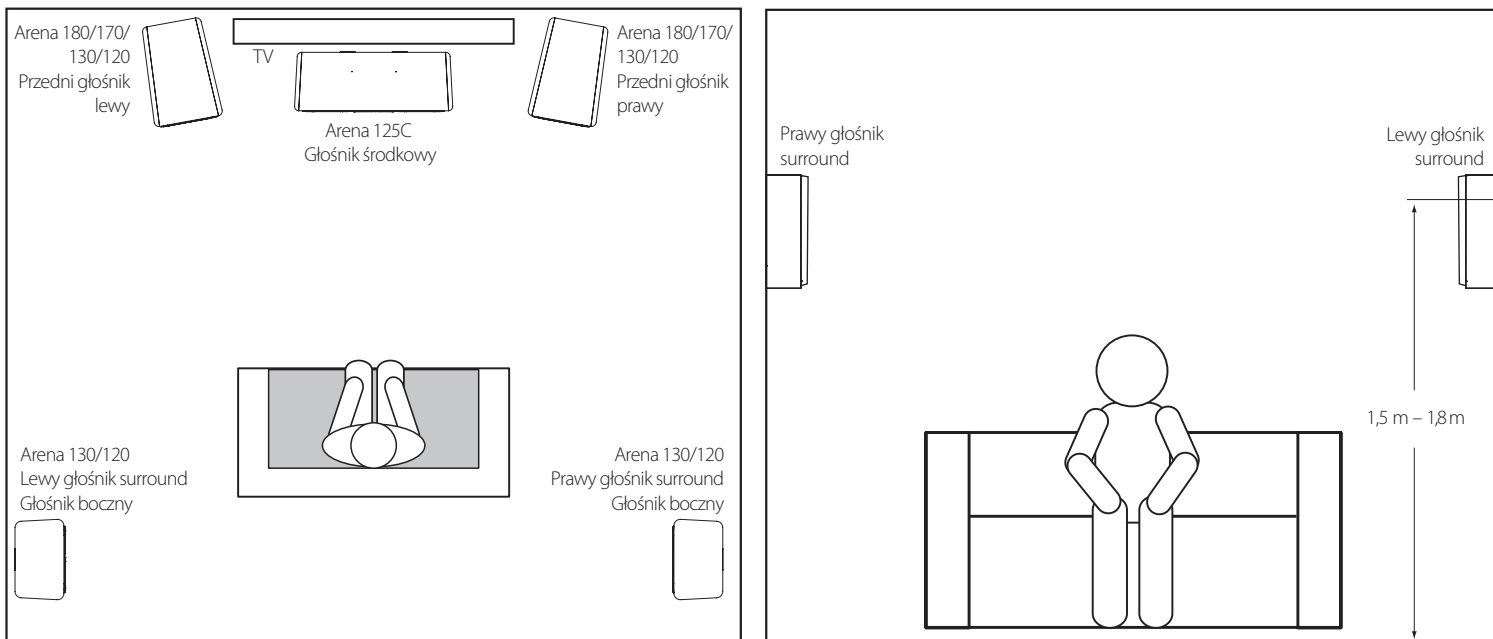 Arena 180/170/
130/120
Przedni głośnik
lewy
TV
Arena 180/170/
130/120
Przedni głośnik
prawy
Arena 125C
Głośnik środkowy
Arena 130/120
Lewy głośnik surround
Głośnik boczny
Arena 130/120
Prawy głośnik surround
Głośnik boczny
Prawy głośnik
surround
Lewy głośnik
surround
1,5 m – 1,8 m